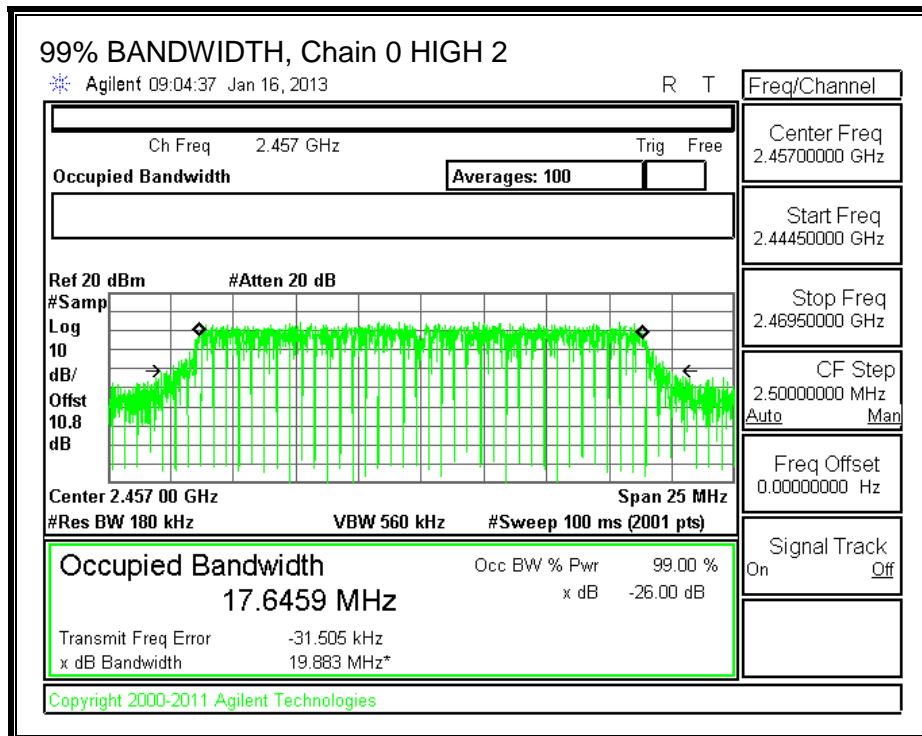 99% BANDWIDTH, Chain 0 HIGH 2
Agilent 09:04:37 Jan 16, 2013 R T
Freq/Channel
Ch Freq 2.457 GHz Trig Free
Occupied Bandwidth Averages: 100
Center Freq
2.45700000 GHz
Start Freq
2.44450000 GHz
Stop Freq
2.46950000 GHz
CF Step
2.50000000 MHz
Auto Man
Freq Offset
0.00000000 Hz
Signal Track
On Off
Ref 20 dBm #Atten 20 dB
#Samp
Log
10
dB/
Offst
10.8
dB
Center 2.457 00 GHz Span 25 MHz
#Res BW 180 kHz VBW 560 kHz #Sweep 100 ms (2001 pts)
Occupied Bandwidth Occ BW % Pwr 99.00 %
17.6459 MHz x dB -26.00 dB
Transmit Freq Error -31.505 kHz
x dB Bandwidth 19.883 MHz*
Copyright 2000-2011 Agilent Technologies